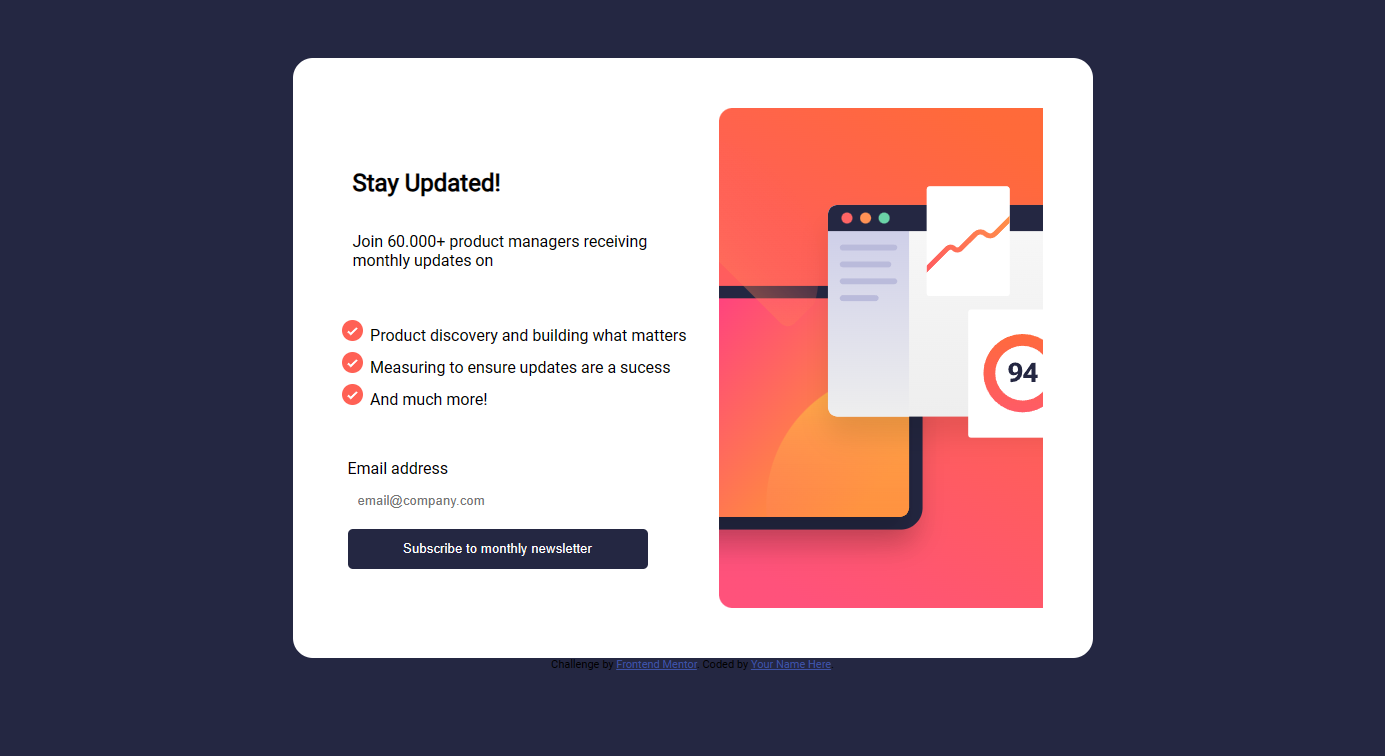 Stay Updated!
Join 60.000+ product managers receiving
monthly updates on
Product discovery and building what matters
Measuring to ensure updates are a sucess
And much more!
Email address
email@company.com
Subscribe to monthly newsletter
94
Challenge by Frontend Mentor. Coded by Your Name Here.